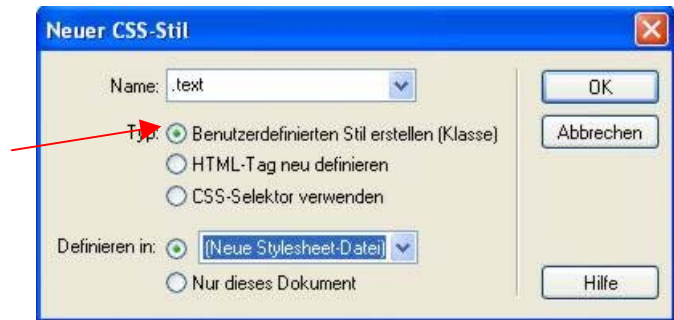 Neuer CSS-Stil
Name: .text
OK
Typ: Benutzerdefinierten Stil erstellen (Klasse)
Abbrechen
HTML-Tag neu definieren
CSS-Selektor verwenden
Definieren in: (Neue Stylesheet-Datei)
Nur dieses Dokument
Hilfe